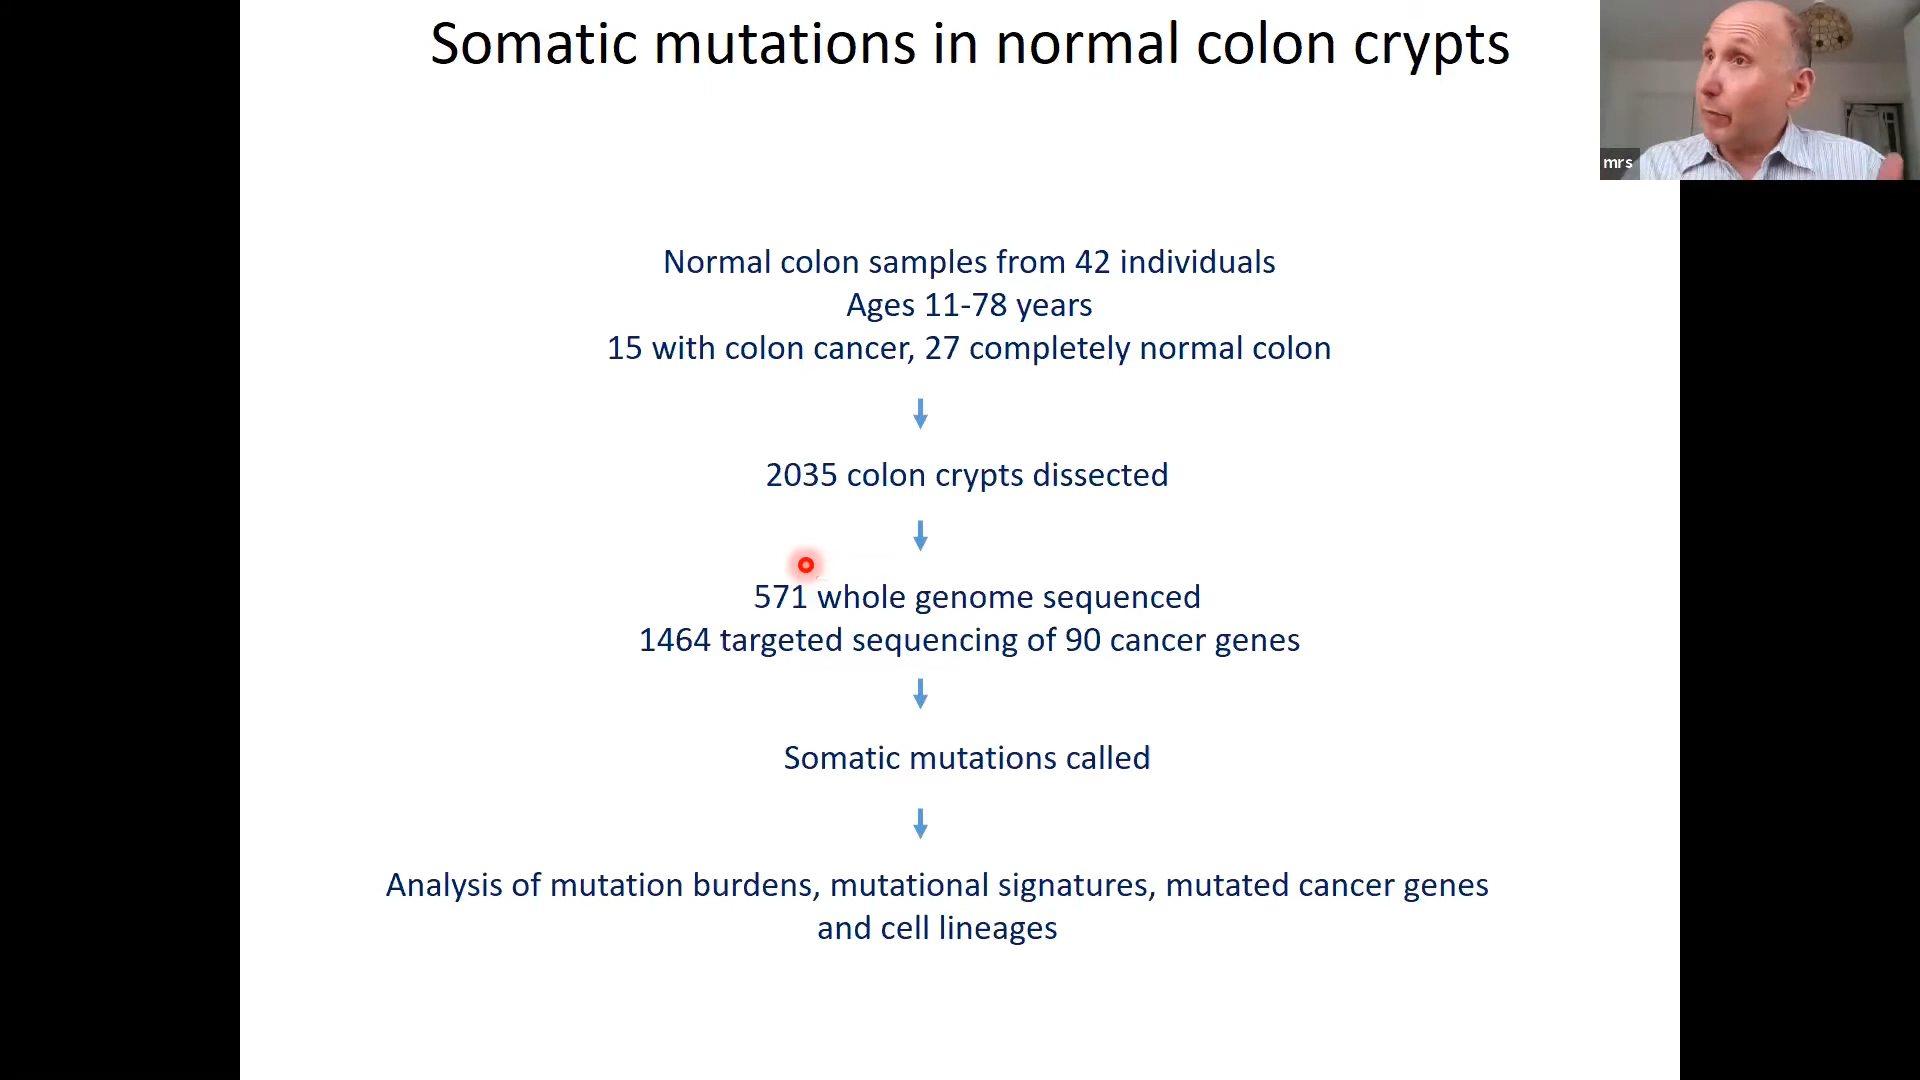 Somatic mutations in normal colon crypts
mrs
Normal colon samples from 42 individuals
Ages 11-78 years
15 with colon cancer, 27 completely normal colon
2035 colon crypts dissected
571 whole genome sequenced
1464 targeted sequencing of 90 cancer genes
Somatic mutations called
Analysis of mutation burdens, mutational signatures, mutated cancer genes
and cell lineages